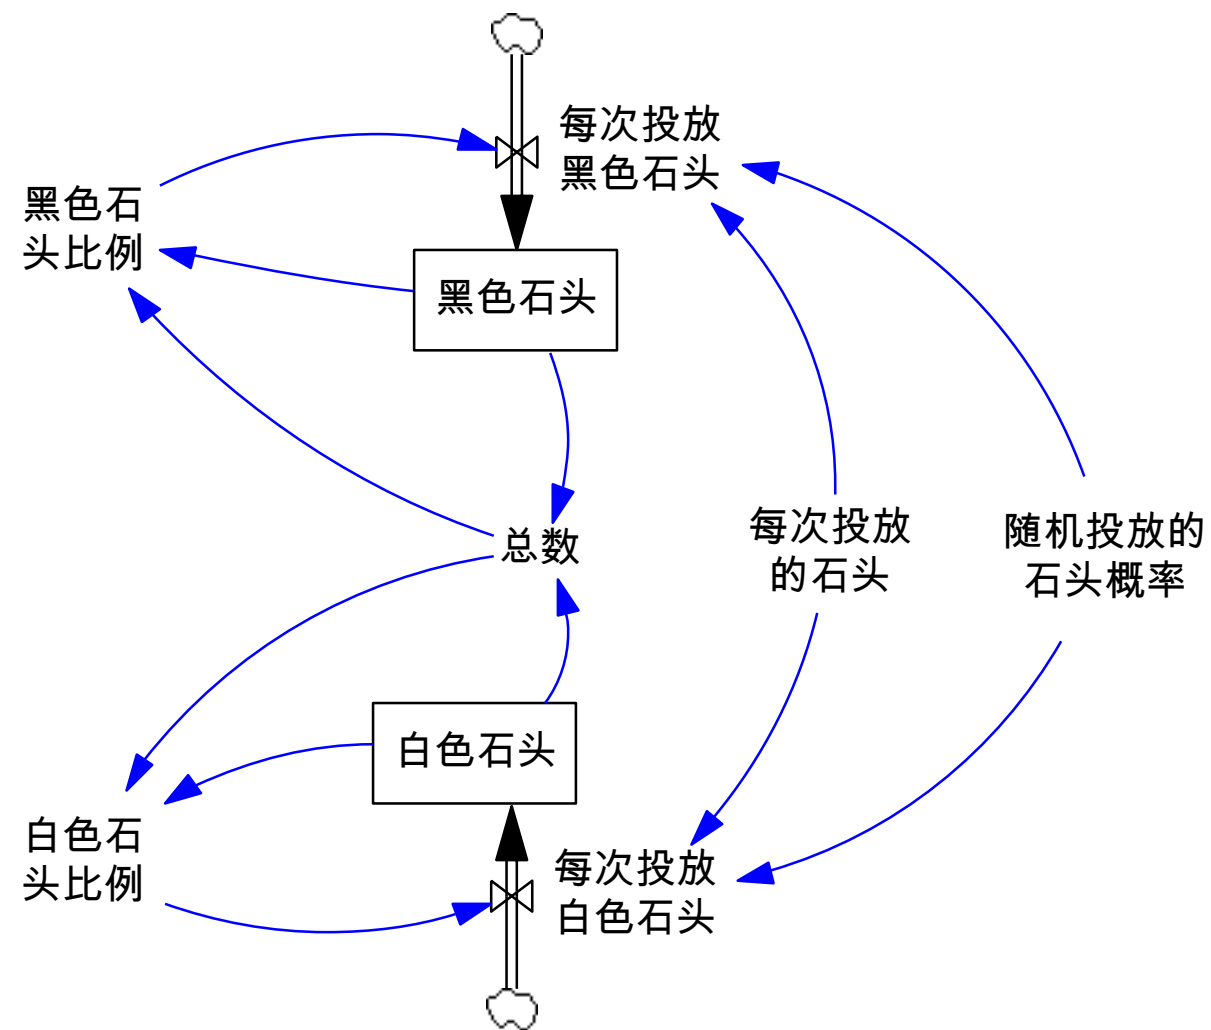 每次投放
黑色石头
黑色石
头比例
黑色石头
总数
每次投放
的石头
随机投放的
石头概率
白色石头
白色石
头比例
每次投放
白色石头